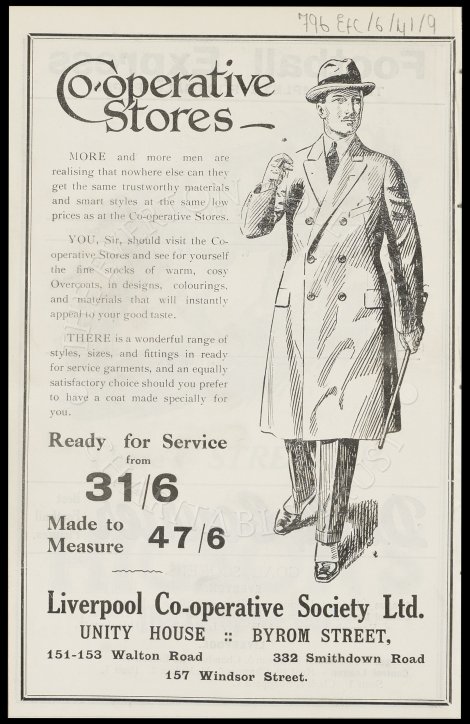 796 EFC/6/41/9
Co-operative
Stores—
MORE and more men are
realising that nowhere else can they
get the same trustworthy materials
and smart styles at the same low
prices as at the Co-operative Stores.
YOU, Sir, should visit the Co-
operative Stores and see for yourself
the fine stocks of warm, cosy
Overcoats, in designs, colourings,
and materials that will instantly
appeal to your good taste.
THERE is a wonderful range of
styles, sizes, and fittings in ready
for service garments, and an equally
satisfactory choice should you prefer
to have a coat made specially for
you.
Ready for Service
from
31/6
Made to
Measure 47/6
Liverpool Co-operative Society Ltd.
UNITY HOUSE :: BYROM STREET,
151-153 Walton Road 332 Smithdown Road
157 Windsor Street.